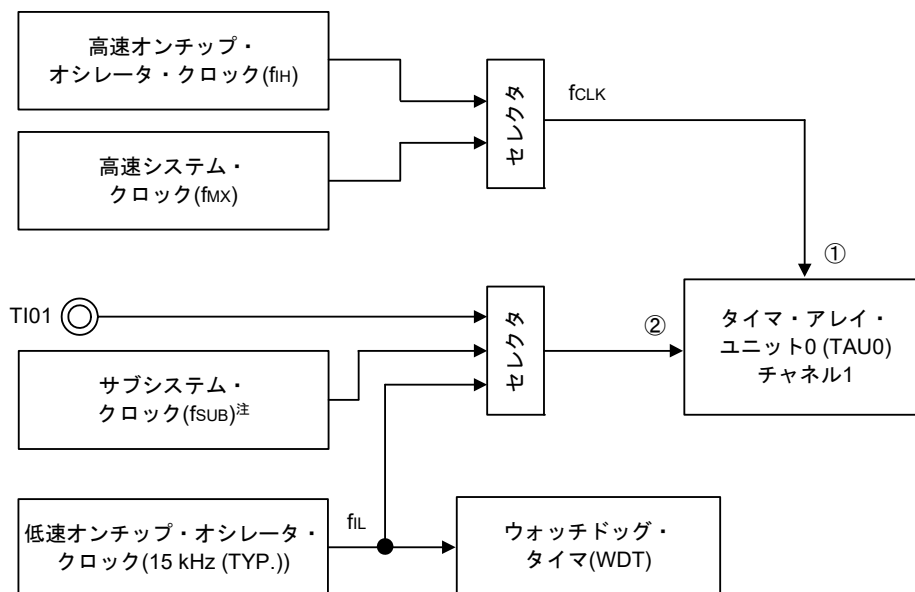 高速オンチップ・
オシレータ・クロック(fIH)
セレクタ
fCLK
高速システム・
クロック(fMX)
①
TI01
セレクタ
②
タイマ・アレイ・
ユニット0 (TAU0)
チャネル1
サブシステム・
クロック(fSUB)注
低速オンチップ・オシレータ・
クロック(15 kHz (TYP.))
fIL
ウォッチドッグ・
タイマ(WDT)